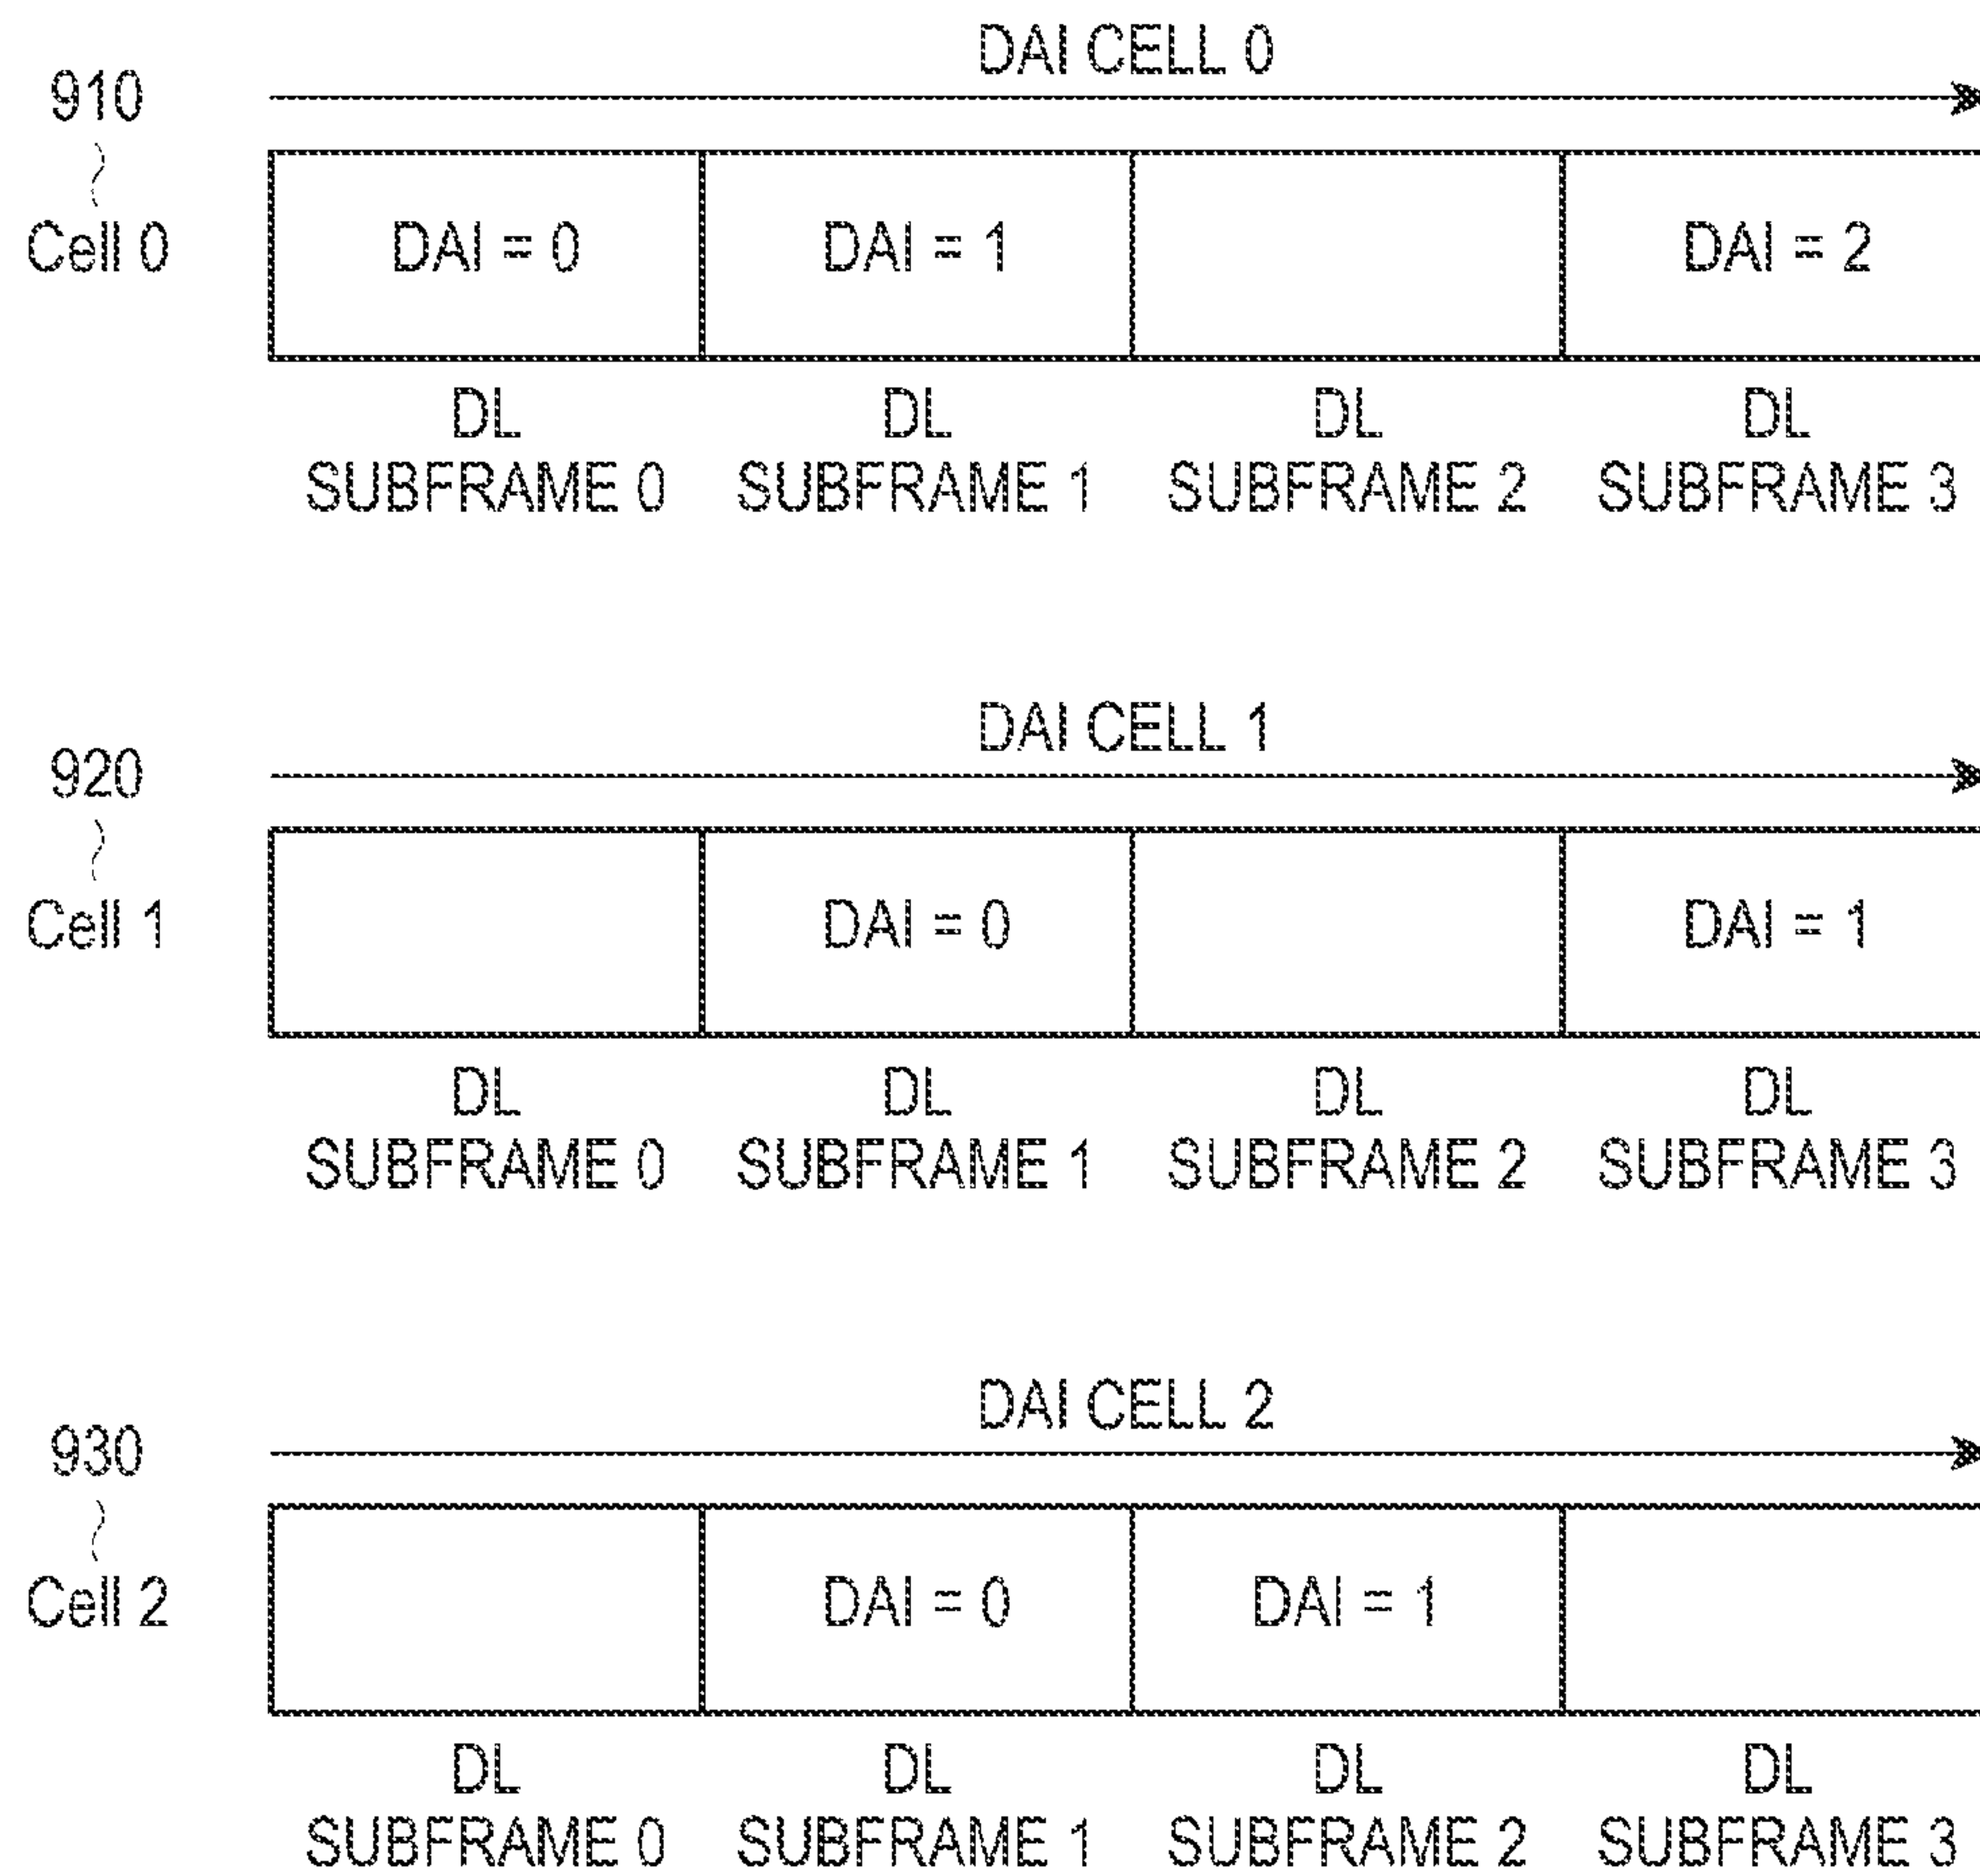 DAI CELL 0
910
Cell 0
DAI = 0 DAI = 1 DAI = 2
DL DL DL DL
SUBFRAME 0 SUBFRAME 1 SUBFRAME 2 SUBFRAME 3
DAI CELL 1
920
Cell 1
DAI = 0 DAI = 1
DL DL DL DL
SUBFRAME 0 SUBFRAME 1 SUBFRAME 2 SUBFRAME 3
DAI CELL 2
930
Cell 2
DAI = 0 DAI = 1
DL DL DL DL
SUBFRAME 0 SUBFRAME 1 SUBFRAME 2 SUBFRAME 3